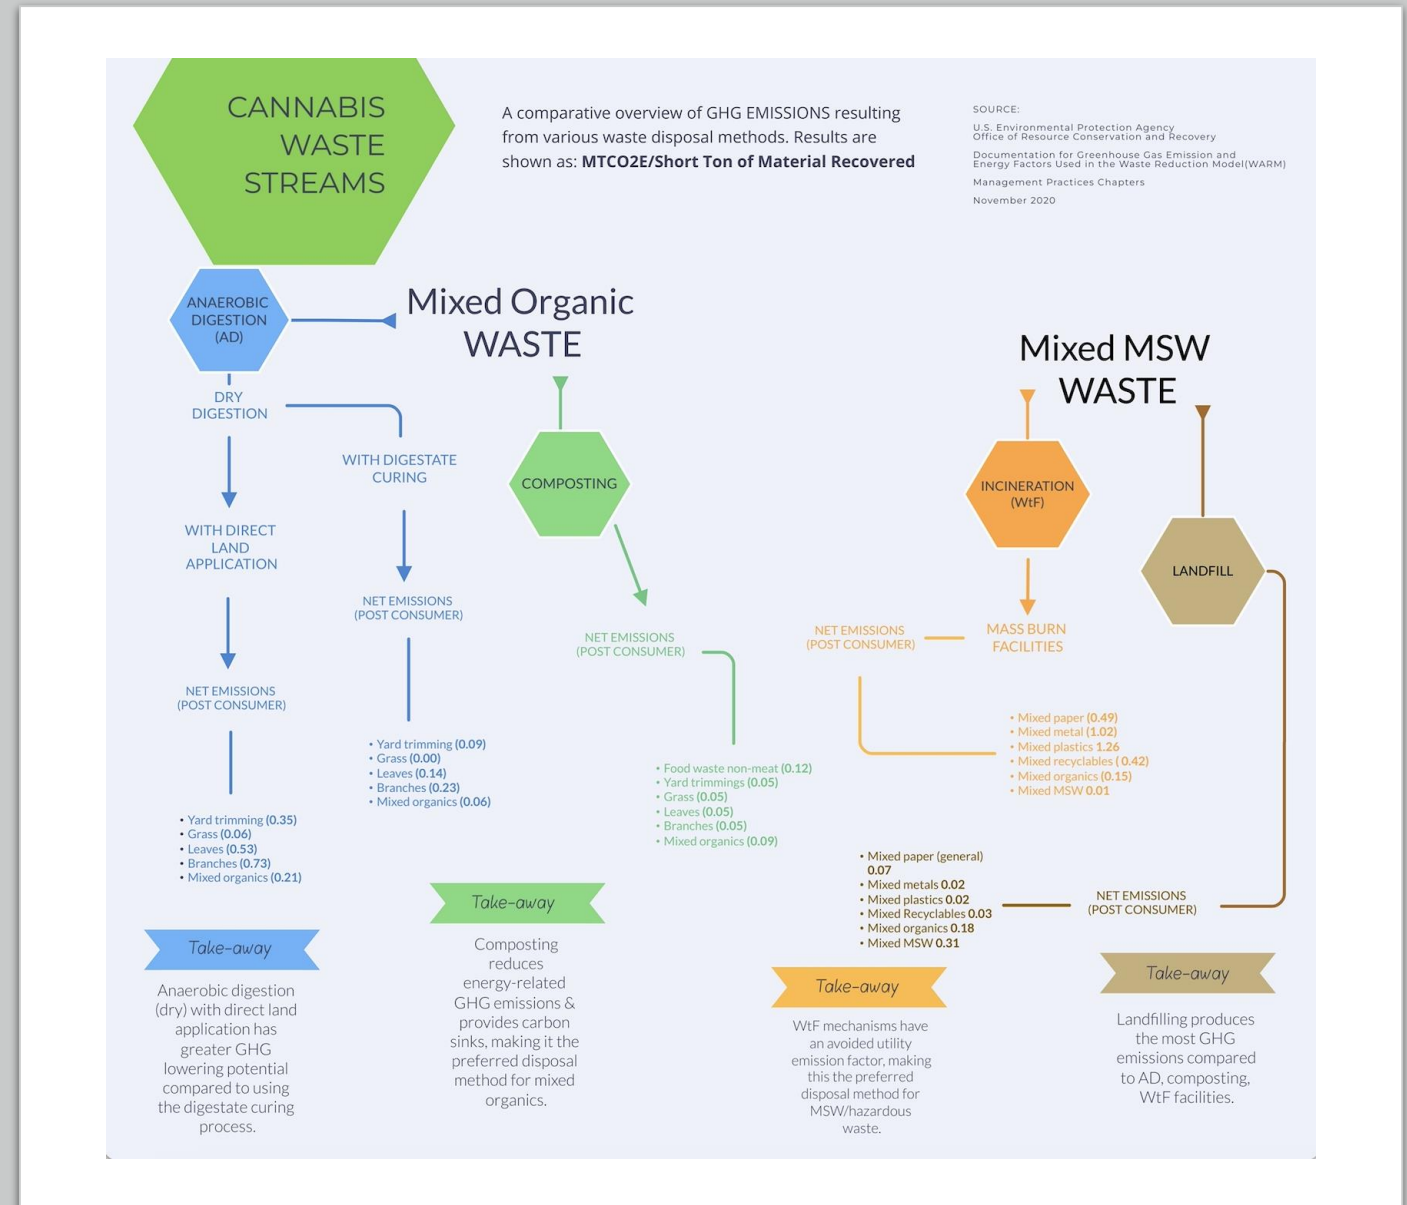 CANNABIS
WASTE
STREAMS
A comparative overview of GHG EMISSIONS resulting
from various waste disposal methods. Results are
shown as: MTCO2E/Short Ton of Material Recovered
SOURCE:
U.S. Environmental Protection Agency
Office of Resource Conservation and Recovery
Documentation for Greenhouse Gas Emission and
Energy Factors Used in the Waste Reduction Model(WARM)
Management Practices Chapters
November 2020
ANAEROBIC
DIGESTION
(AD)
Mixed Organic
WASTE
Mixed MSW
WASTE
DRY
DIGESTION
WITH DIGESTATE
CURING
COMPOSTING
INCINERATION
(WtF)
LANDFILL
WITH DIRECT
LAND
APPLICATION
NET EMISSIONS
(POST CONSUMER)
NET EMISSIONS
(POST CONSUMER)
NET EMISSIONS
(POST CONSUMER)
MASS BURN
FACILITIES
NET EMISSIONS
(POST CONSUMER)
• Mixed paper (0.49)
• Mixed metal (1.02)
• Mixed plastics 1.26
• Mixed recyclables ( 0.42)
• Mixed organics (0.15)
• Mixed MSW 0.01
• Yard trimming (0.09)
• Grass (0.00)
• Leaves (0.14)
• Branches (0.23)
• Mixed organics (0.06)
• Food waste non-meat (0.12)
• Yard trimmings (0.05)
• Grass (0.05)
• Leaves (0.05)
• Branches (0.05)
• Mixed organics (0.09)
• Yard trimming (0.35)
• Grass (0.06)
• Leaves (0.53)
• Branches (0.73)
• Mixed organics (0.21)
• Mixed paper (general)
0.07
• Mixed metals 0.02
• Mixed plastics 0.02
• Mixed Recyclables 0.03
• Mixed organics 0.18
• Mixed MSW 0.31
NET EMISSIONS
(POST CONSUMER)
Take-away
Anaerobic digestion
(dry) with direct land
application has
greater GHG
lowering potential
compared to using
the digestate curing
process.
Take-away
Composting
reduces
energy-related
GHG emissions &
provides carbon
sinks, making it the
preferred disposal
method for mixed
organics.
Take-away
WtF mechanisms have
an avoided utility
emission factor, making
this the preferred
disposal method for
MSW/hazardous
waste.
Take-away
Landfilling produces
the most GHG
emissions compared
to AD, composting,
WtF facilities.